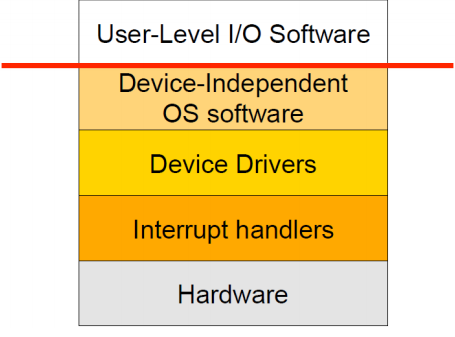 User-Level I/O Software
Device-Independent
OS software
Device Drivers
Interrupt handlers
Hardware